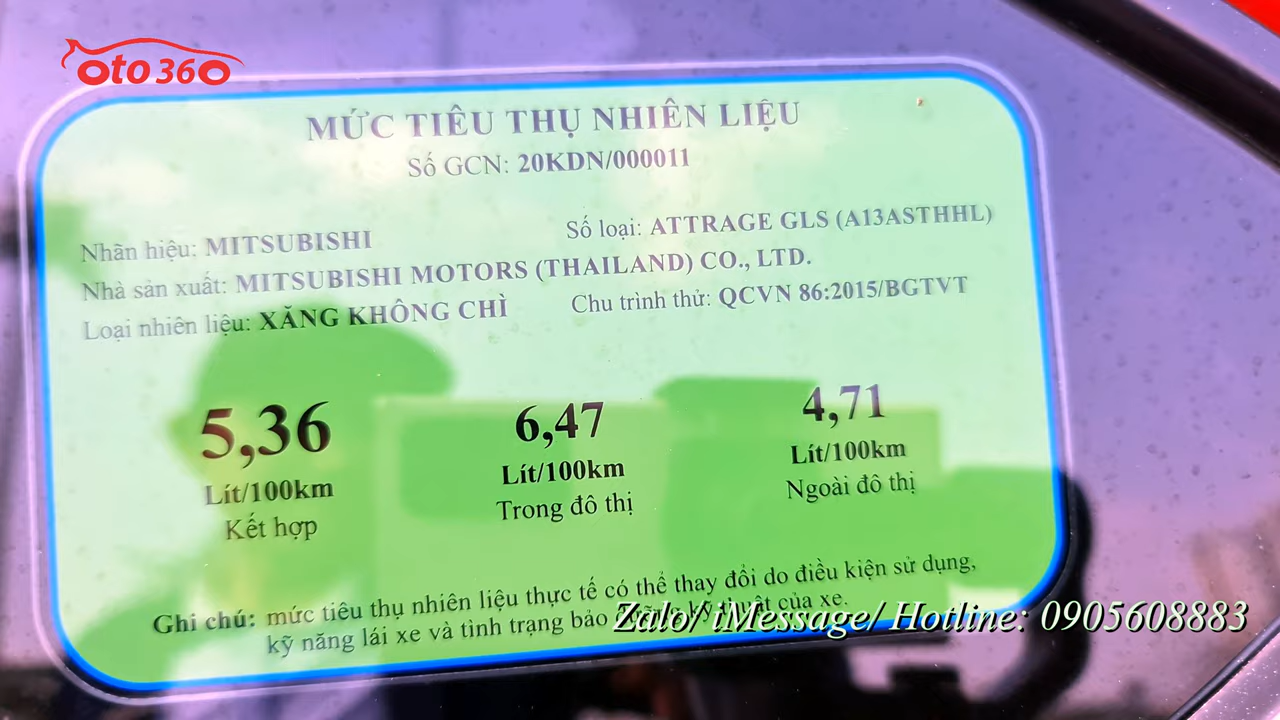 oto360
MỨC TIÊU THỤ NHIÊN LIỆU
Số GCN: 20KDN/000011
Nhãn hiệu: MITSUBISHI
Số loại: ATTRAGE GLS (A13ASTHHL)
Nhà sản xuất: MITSUBISHI MOTORS (THAILAND) CO., LTD.
Loại nhiên liệu: XĂNG KHÔNG CHÌ
Chu trình thử: QCVN 86:2015/BGTVT
5,36
Lít/100km
Kết hợp
6,47
Lít/100km
Trong đô thị
4,71
Lít/100km
Ngoài đô thị
Ghi chú: mức tiêu thụ nhiên liệu thực tế có thể thay đổi do điều kiện sử dụng,
kỹ năng lái xe và tình trạng bảo kỹ thuật của xe.
Zalo/ iMessage/ Hotline: 0905608883